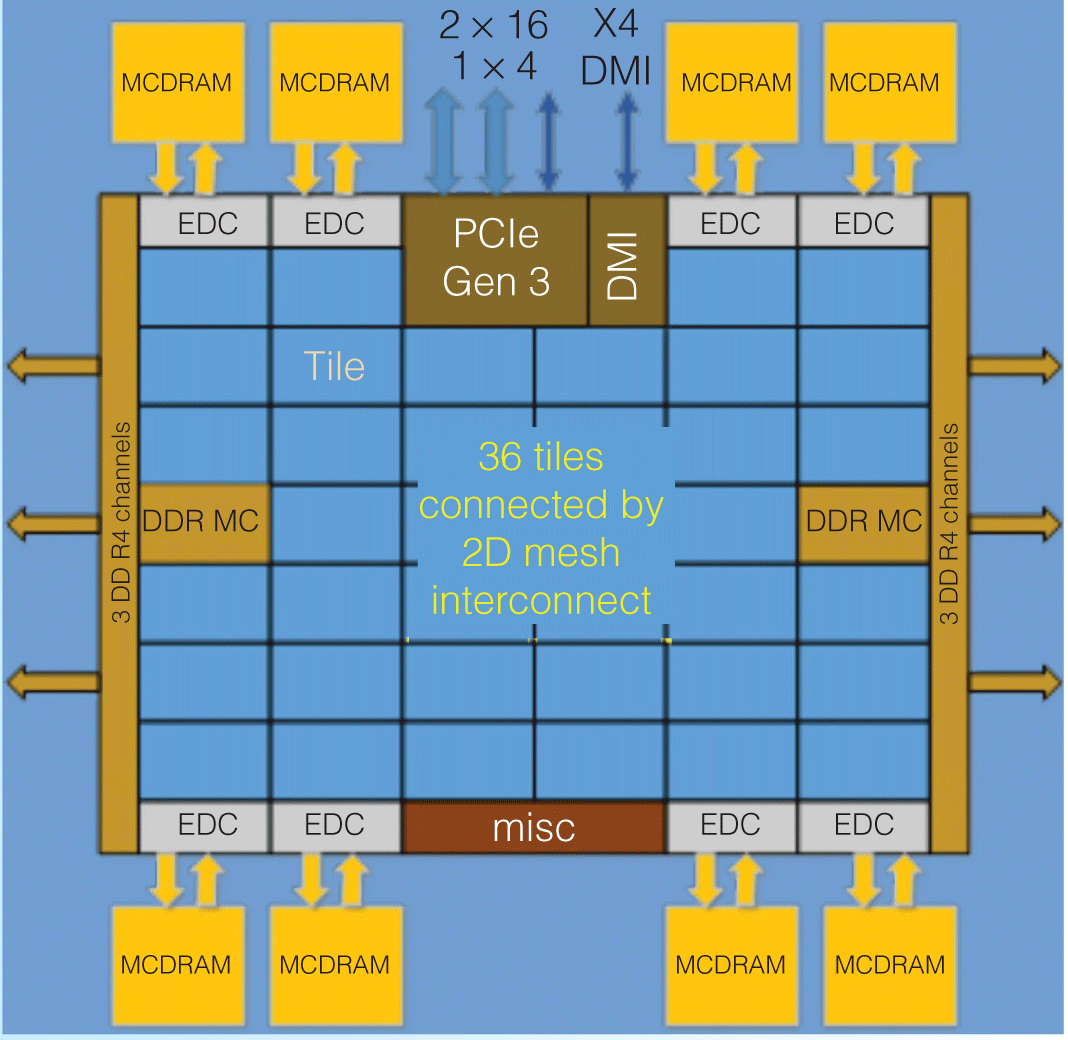 2 × 16
1 × 4
X4
DMI
MCDRAM
MCDRAM
MCDRAM
MCDRAM
EDC
EDC
PCIe
Gen 3
DMI
EDC
EDC
Tile
3 DD R4 channels
DDR MC
36 tiles
connected by
2D mesh
interconnect
DDR MC
3 DD R4 channels
EDC
EDC
misc
EDC
EDC
MCDRAM
MCDRAM
MCDRAM
MCDRAM